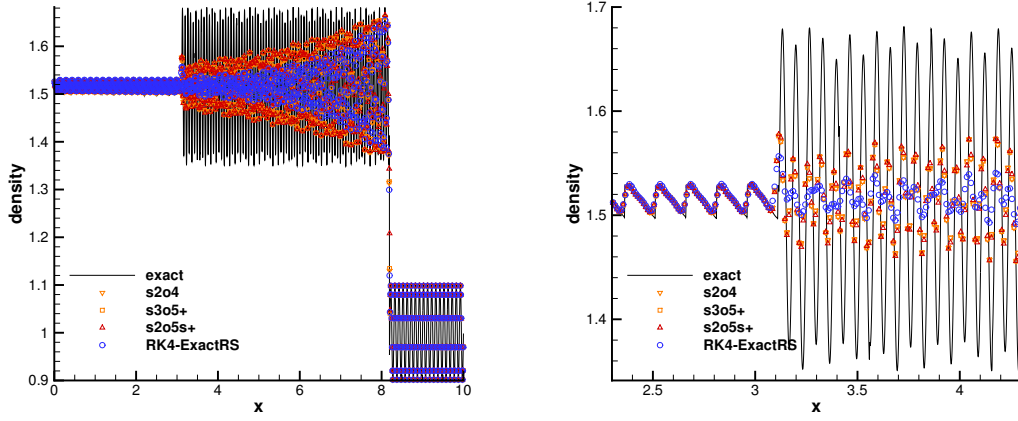 density
1.6
1.5
1.4
1.3
1.2
1.1
1
0.9
0
2
4
6
8
10
x
exact
s2o4
s3o5+
s2o5s+
RK4-ExactRS
density
1.7
1.6
1.5
1.4
2.5
3
3.5
4
x
exact
s2o4
s3o5+
s2o5s+
RK4-ExactRS